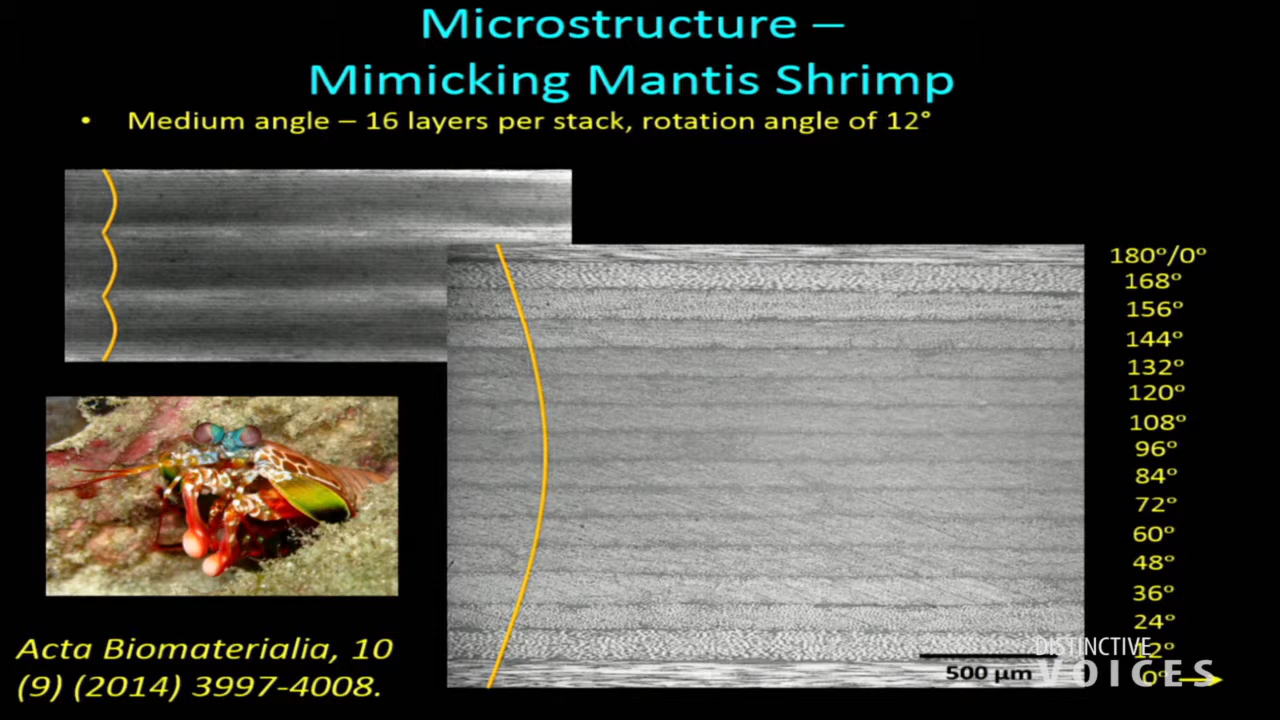 Microstructure –
Mimicking Mantis Shrimp
• Medium angle – 16 layers per stack, rotation angle of 12°
180°/0°
168°
156°
144°
132°
120°
108°
96°
84°
72°
60°
48°
36°
24°
12°
0°
500 µm
Acta Biomaterialia, 10
(9) (2014) 3997-4008.
DISTINCTIVE
VOICES